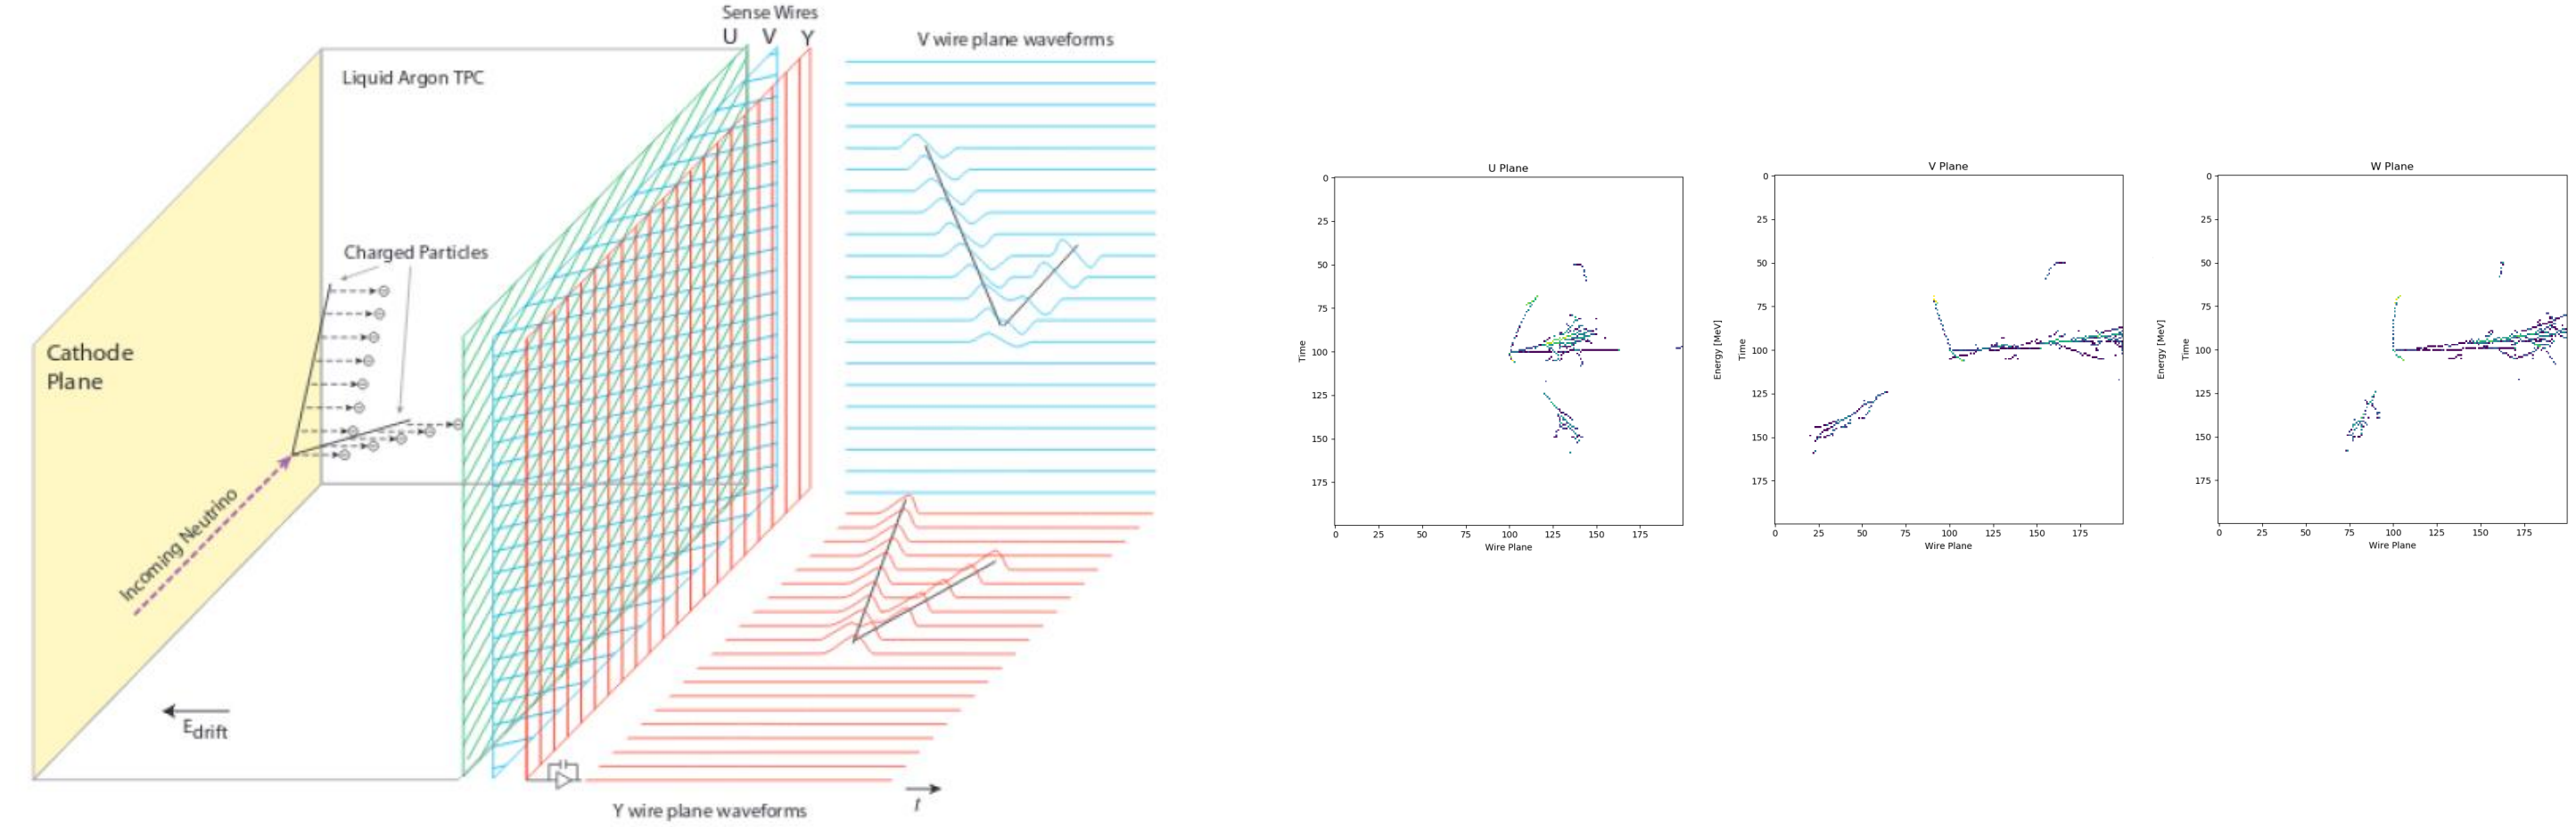 Sense Wires
U V Y
V wire plane waveforms
Liquid Argon TPC
Charged Particles
Cathode
Plane
Incoming Neutrino
Edrift
t
Y wire plane waveforms
U Plane
0
25
50
75
100
125
150
175
Time
0 25 50 75 100 125 150 175
Wire Plane
Energy [MeV]
V Plane
0
25
50
75
100
125
150
175
Time
0 25 50 75 100 125 150 175
Wire Plane
Energy [MeV]
W Plane
0
25
50
75
100
125
150
175
Time
0 25 50 75 100 125 150 175
Wire Plane